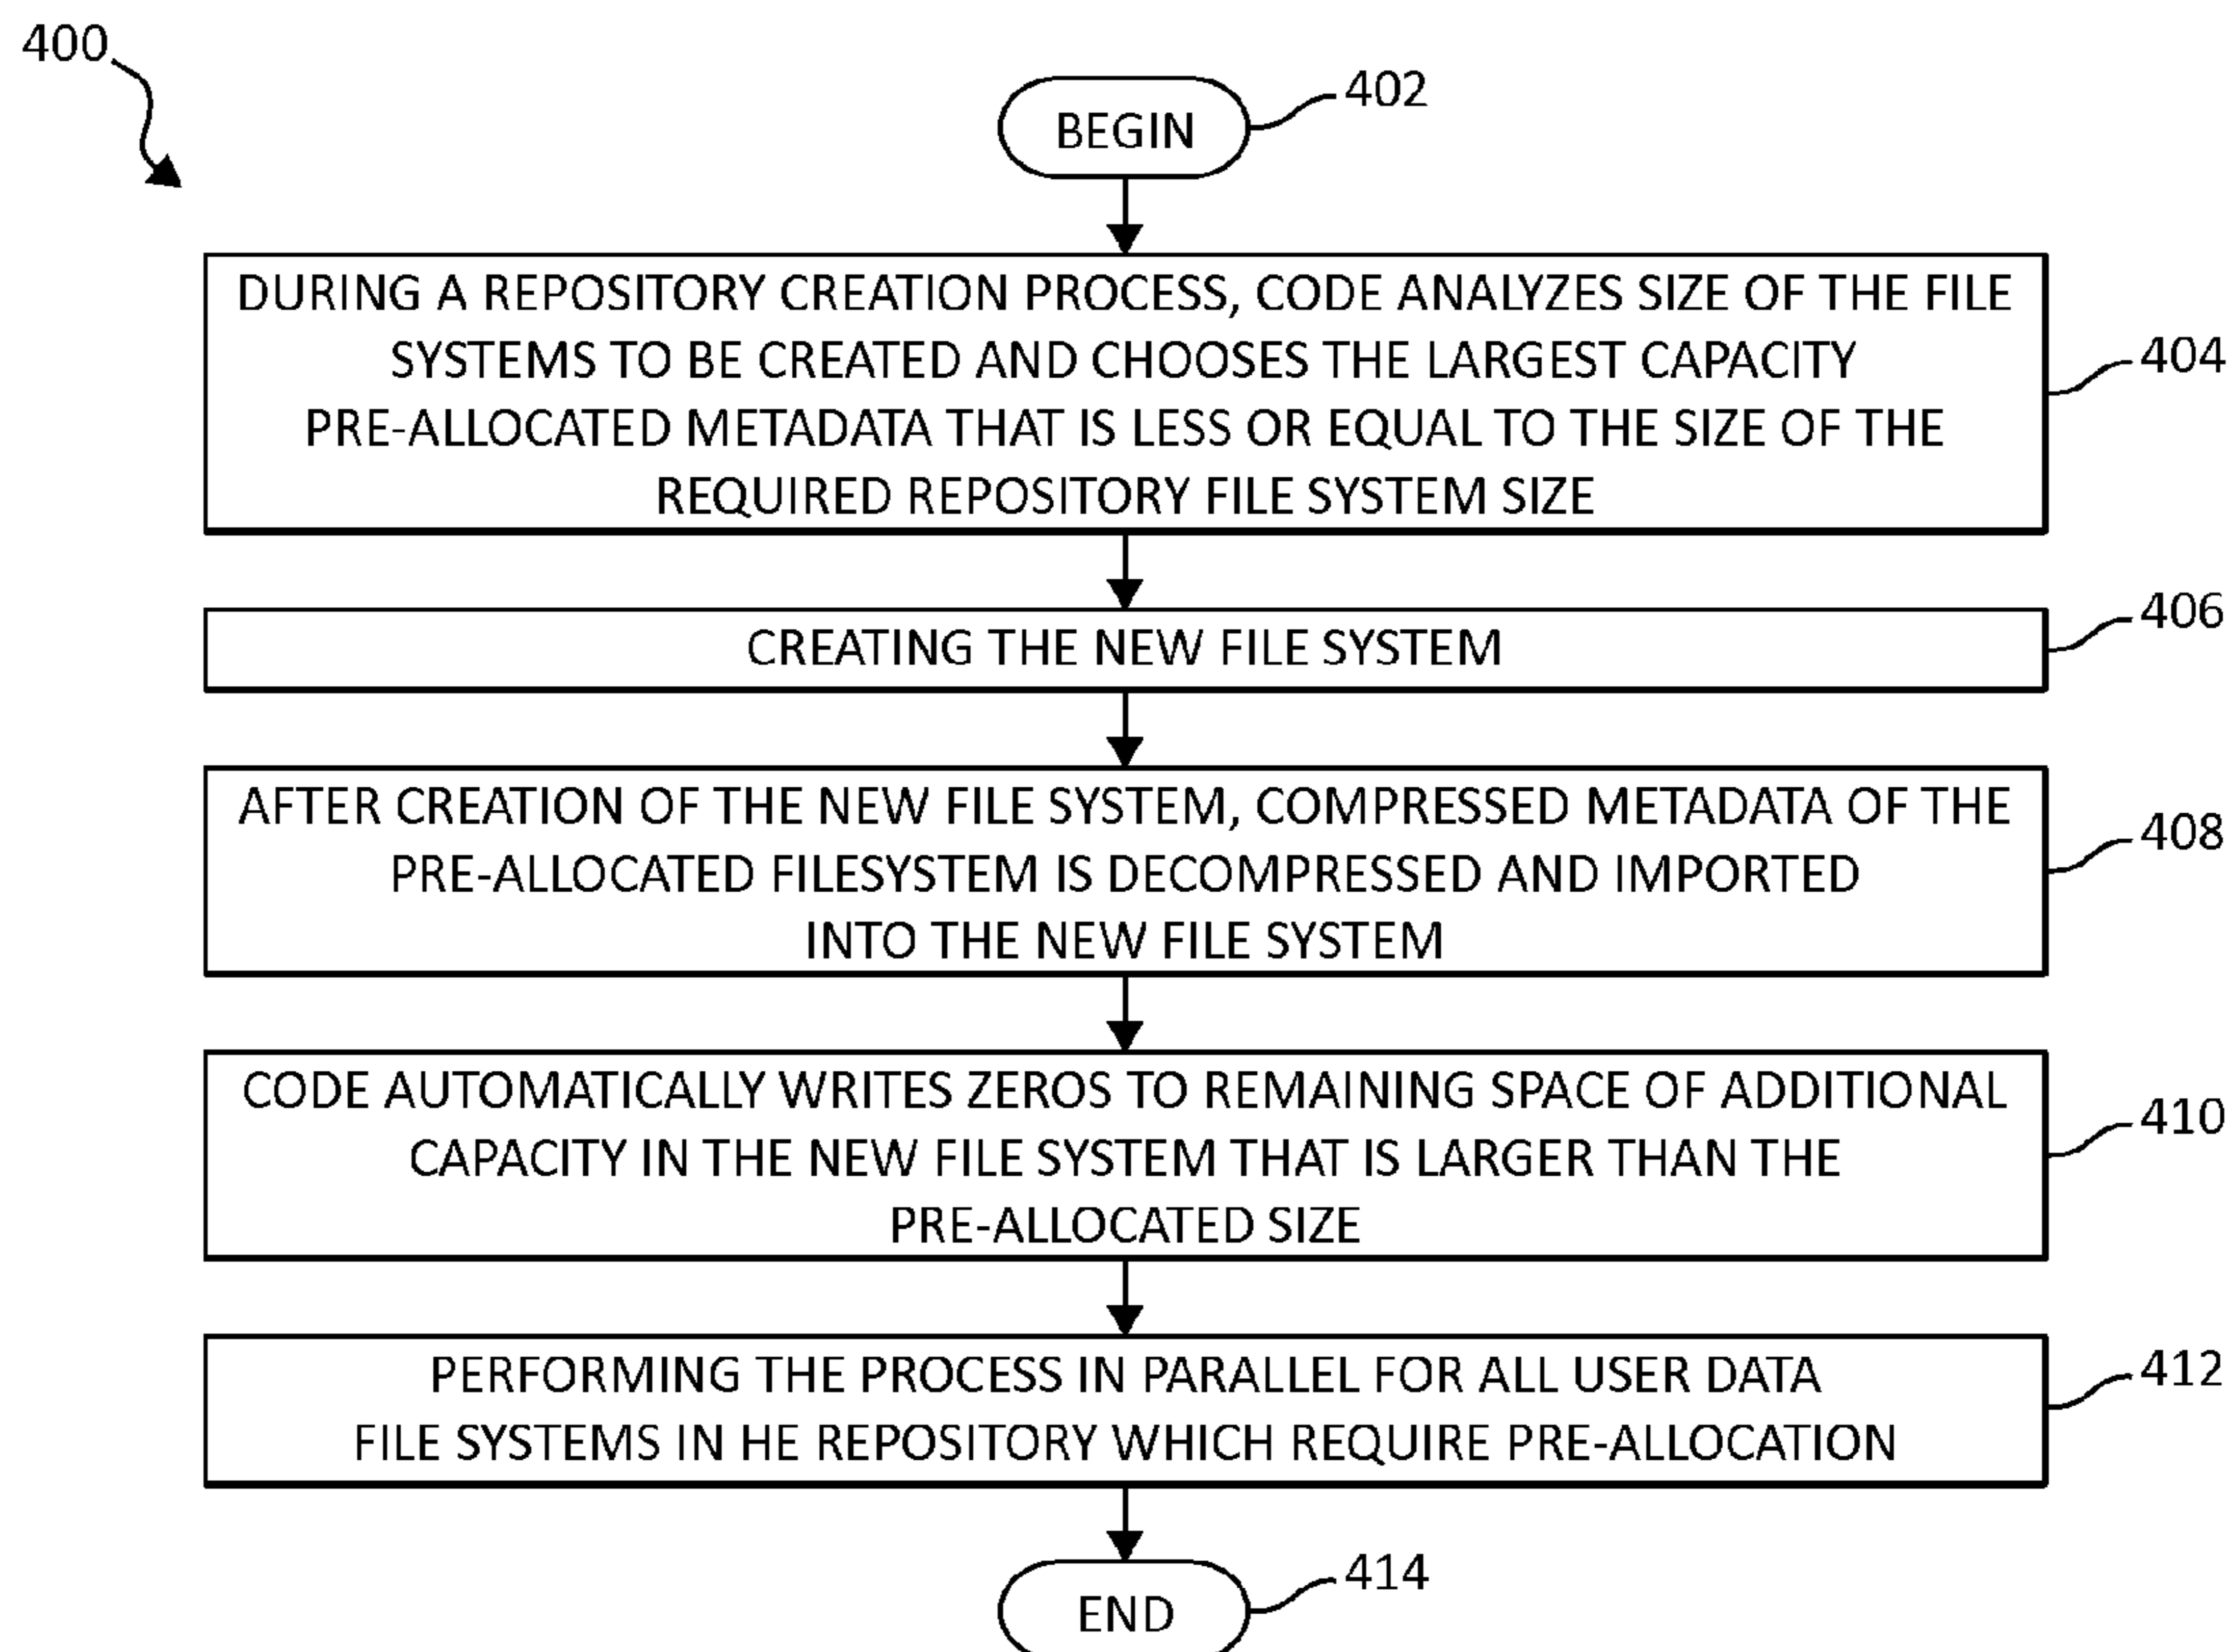 400
BEGIN
402
DURING A REPOSITORY CREATION PROCESS, CODE ANALYZES SIZE OF THE FILE
SYSTEMS TO BE CREATED AND CHOOSES THE LARGEST CAPACITY
PRE-ALLOCATED METADATA THAT IS LESS OR EQUAL TO THE SIZE OF THE
REQUIRED REPOSITORY FILE SYSTEM SIZE
404
CREATING THE NEW FILE SYSTEM
406
AFTER CREATION OF THE NEW FILE SYSTEM, COMPRESSED METADATA OF THE
PRE-ALLOCATED FILESYSTEM IS DECOMPRESSED AND IMPORTED
INTO THE NEW FILE SYSTEM
408
CODE AUTOMATICALLY WRITES ZEROS TO REMAINING SPACE OF ADDITIONAL
CAPACITY IN THE NEW FILE SYSTEM THAT IS LARGER THAN THE
PRE-ALLOCATED SIZE
410
PERFORMING THE PROCESS IN PARALLEL FOR ALL USER DATA
FILE SYSTEMS IN HE REPOSITORY WHICH REQUIRE PRE-ALLOCATION
412
END
414